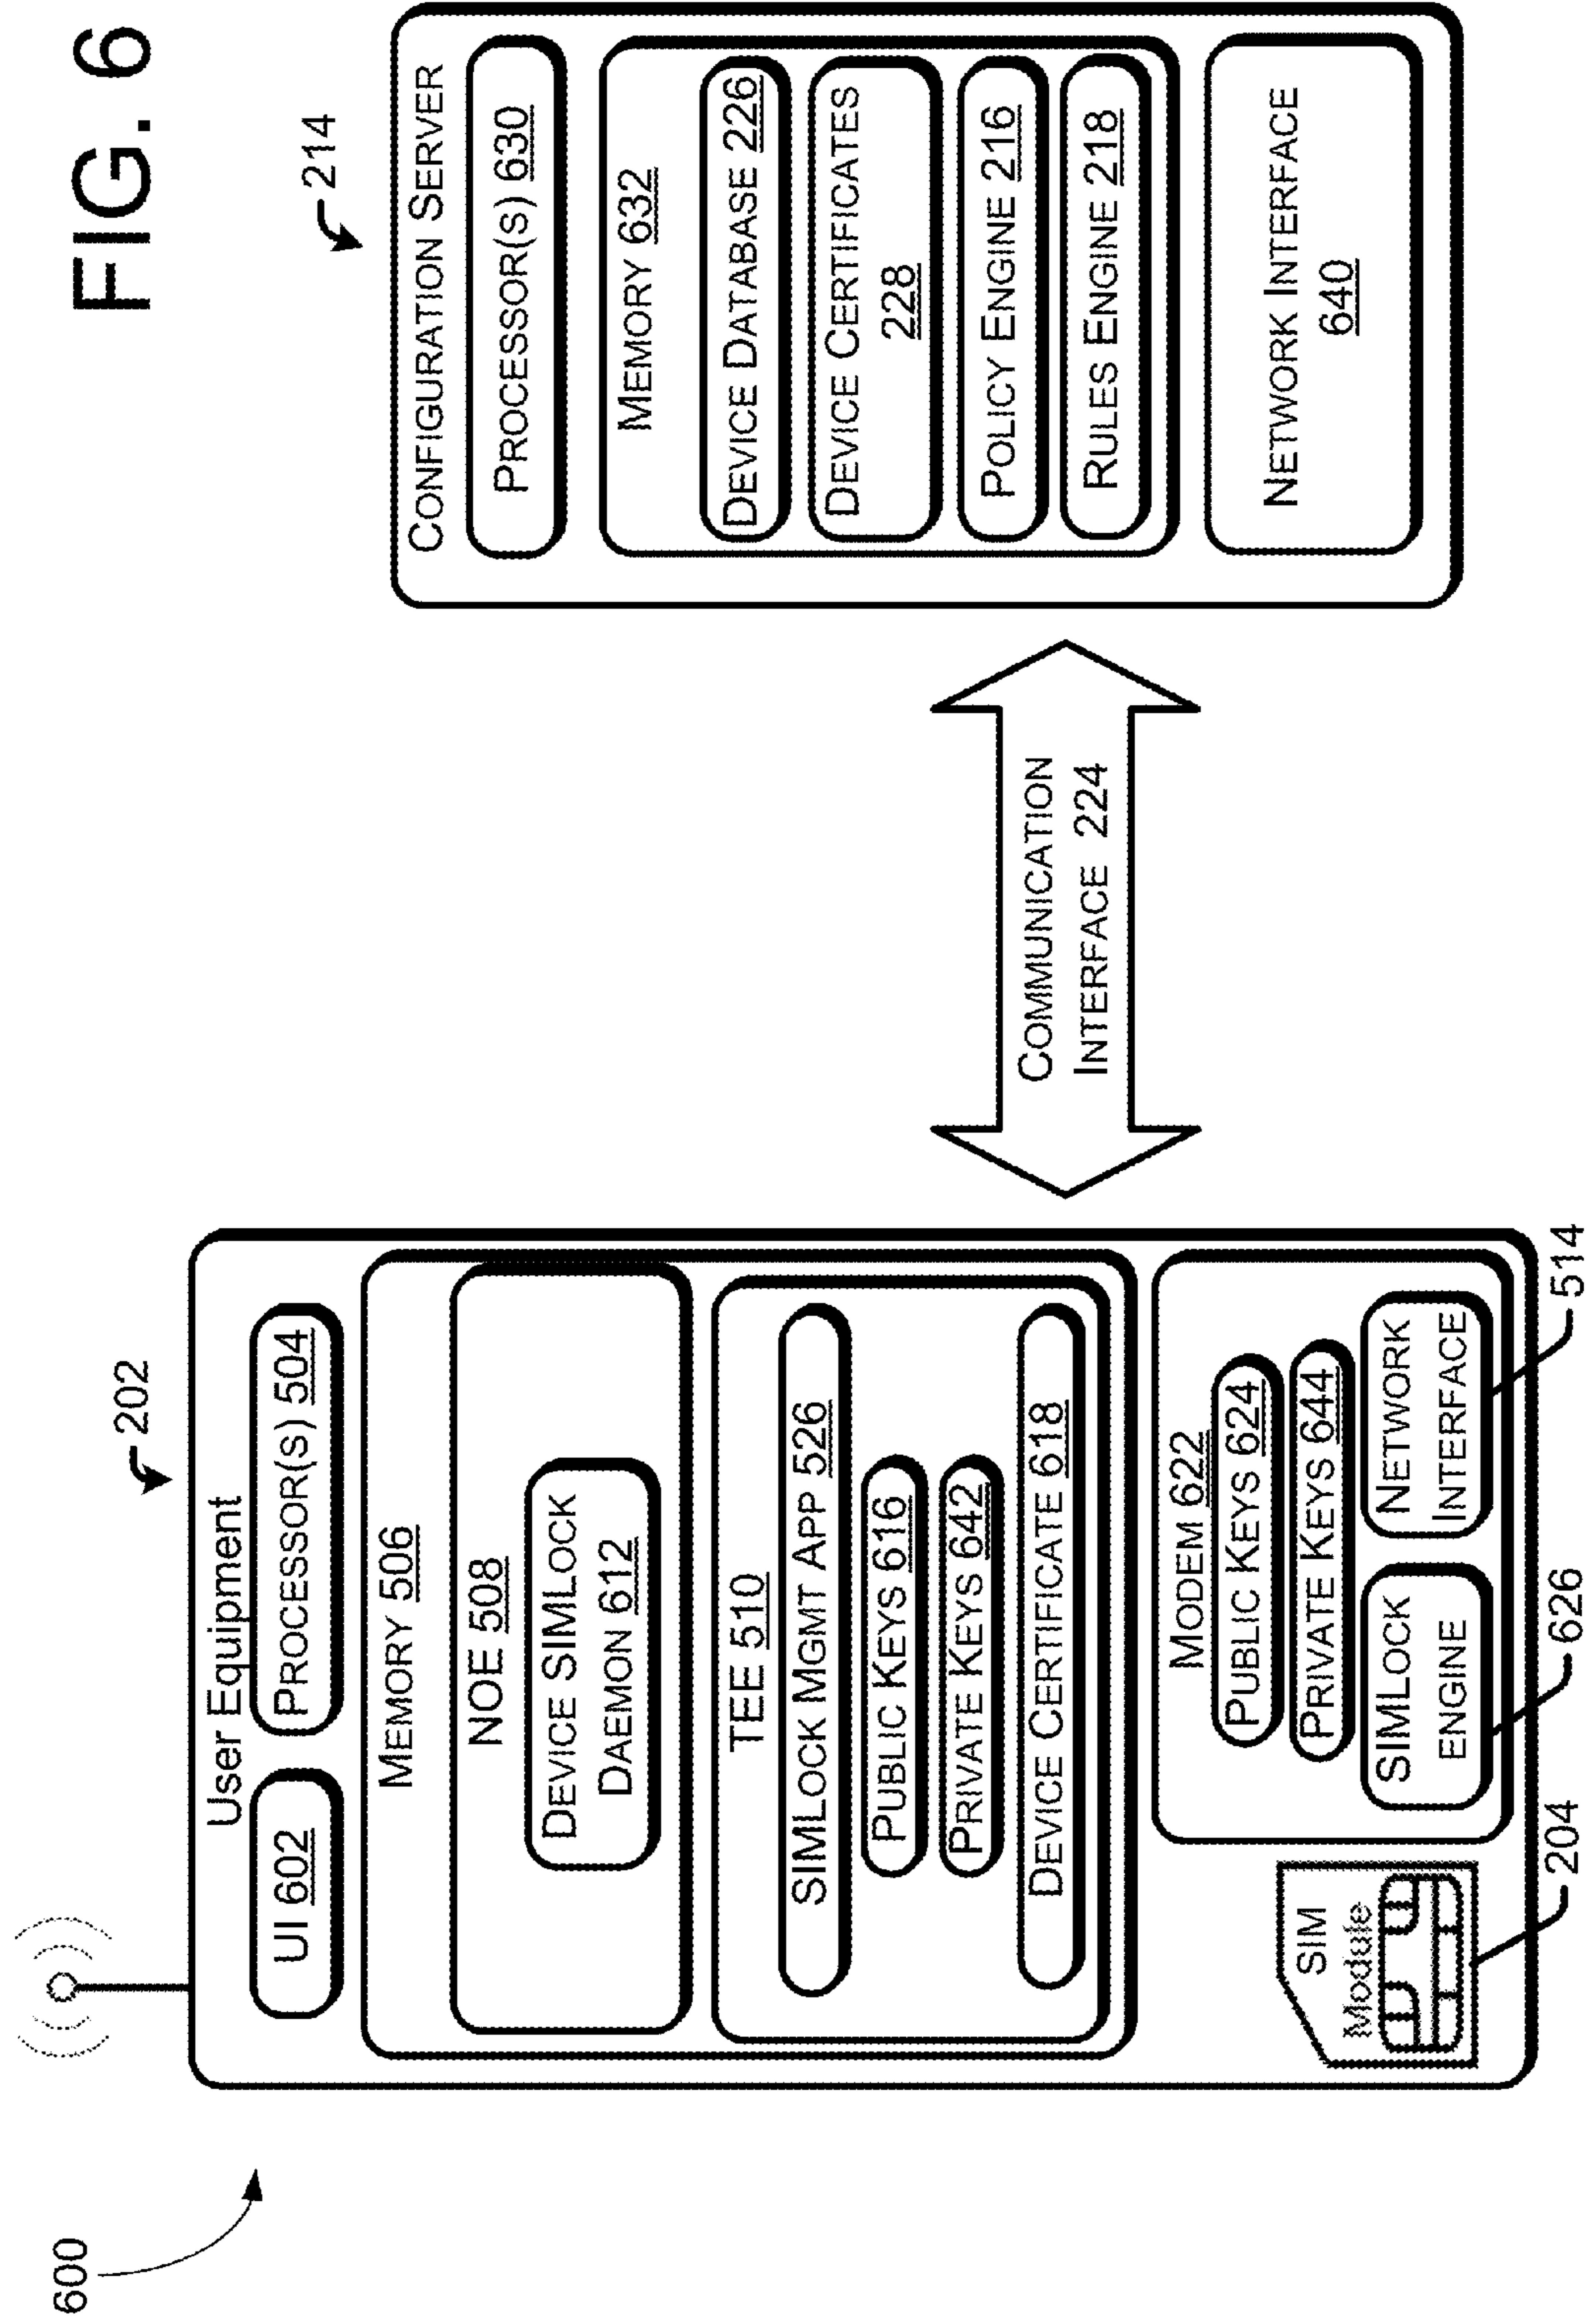 600
202
User Equipment
UI 602
PROCESSOR(S) 504
MEMORY 506
NOE 508
DEVICE SIMLOCK
DAEMON 612
TEE 510
SIMLOCK MGMT APP 526
PUBLIC KEYS 616
PRIVATE KEYS 642
DEVICE CERTIFICATE 618
SIM
Module
204
MODEM 622
PUBLIC KEYS 624
PRIVATE KEYS 644
SIMLOCK
ENGINE
626
NETWORK
INTERFACE
514
COMMUNICATION
INTERFACE 224
FIG. 6
214
CONFIGURATION SERVER
PROCESSOR(S) 630
MEMORY 632
DEVICE DATABASE 226
DEVICE CERTIFICATES
228
POLICY ENGINE 216
RULES ENGINE 218
NETWORK INTERFACE
640